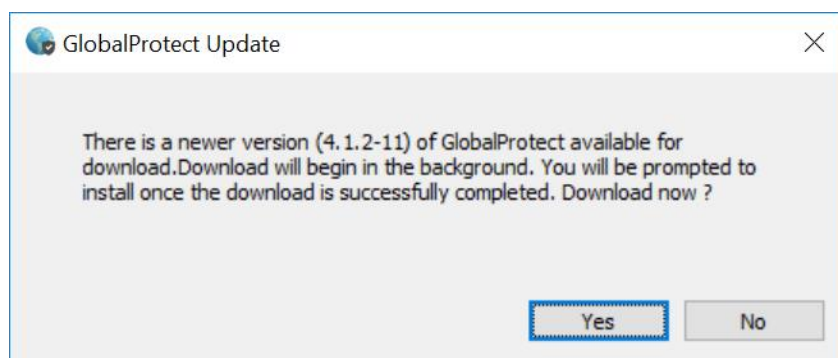 GlobalProtect Update
There is a newer version (4.1.2-11) of GlobalProtect available for
download.Download will begin in the background. You will be prompted to
install once the download is successfully completed. Download now ?
Yes No